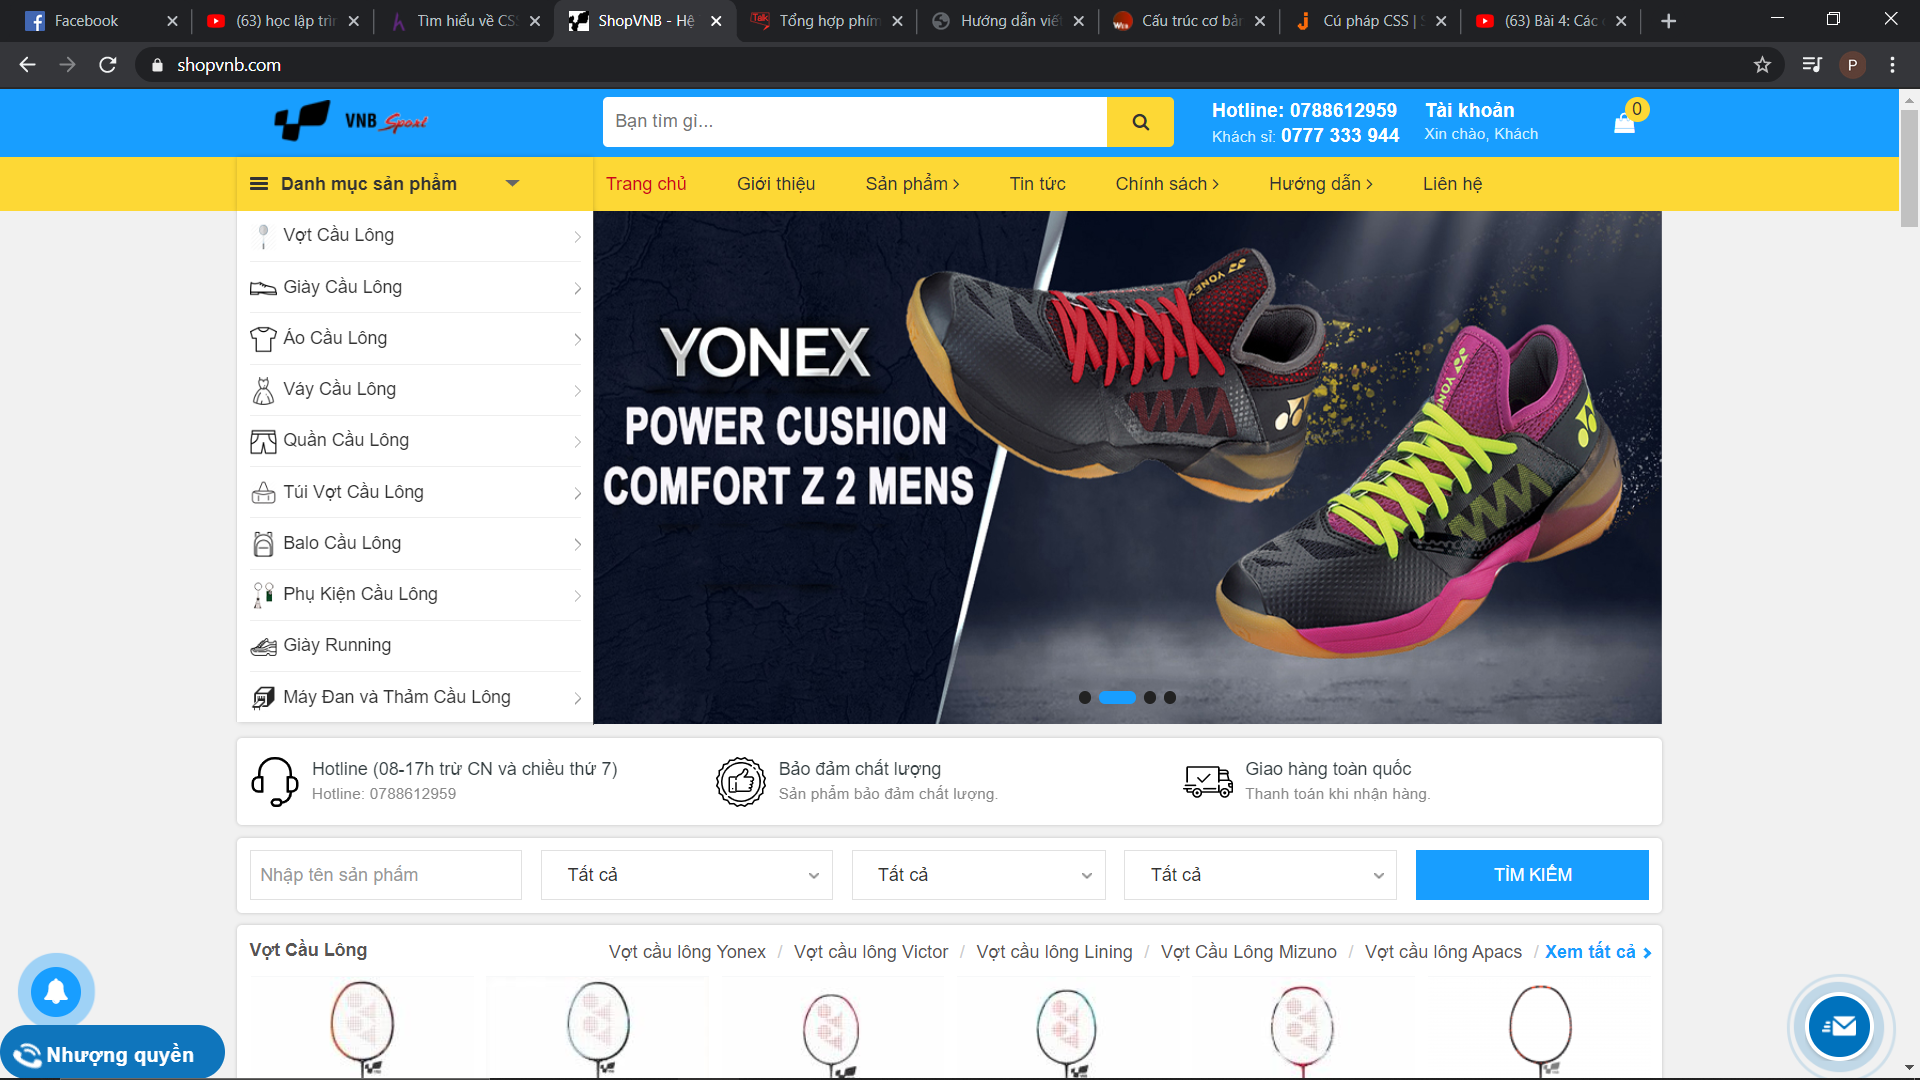 Facebook
(63) học lập trìn
Tìm hiểu về CS
ShopVNB - Hệ
Tổng hợp phím
Hướng dẫn viế
Cấu trúc cơ bản
Cú pháp CSS | S
(63) Bài 4: Các
shopvnb.com
P
VNB Sport
Bạn tìm gì...
Hotline: 0788612959
Khách sỉ: 0777 333 944
Tài khoản
Xin chào, Khách
0
Danh mục sản phẩm
Trang chủ
Giới thiệu
Sản phẩm
Tin tức
Chính sách
Hướng dẫn
Liên hệ
Vợt Cầu Lông
Giày Cầu Lông
Áo Cầu Lông
Váy Cầu Lông
Quần Cầu Lông
Túi Vợt Cầu Lông
Balo Cầu Lông
Phụ Kiện Cầu Lông
Giày Running
Máy Đan và Thảm Cầu Lông
YONEX
POWER CUSHION
COMFORT Z 2 MENS
YONEX
Hotline (08-17h trừ CN và chiều thứ 7)
Hotline: 0788612959
Bảo đảm chất lượng
Sản phẩm bảo đảm chất lượng.
Giao hàng toàn quốc
Thanh toán khi nhận hàng.
Nhập tên sản phẩm
Tất cả
Tất cả
Tất cả
TÌM KIẾM
Vợt Cầu Lông
Vợt cầu lông Yonex / Vợt cầu lông Victor / Vợt cầu lông Lining / Vợt Cầu Lông Mizuno / Vợt cầu lông Apacs / Xem tất cả
Nhượng quyền